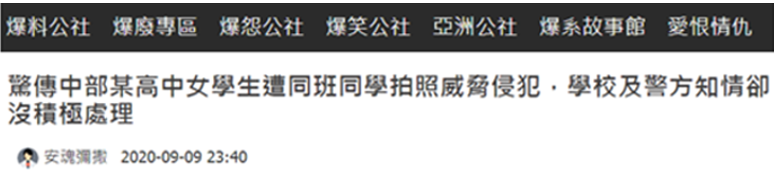 爆料公社 爆廢專區 爆怨公社 爆笑公社 亞洲公社 爆系故事館 愛恨情仇
驚傳中部某高中女學生遭同班同學拍照威脅侵犯，學校及警方知情卻
沒積極處理
安魂彌撒 2020-09-09 23:40